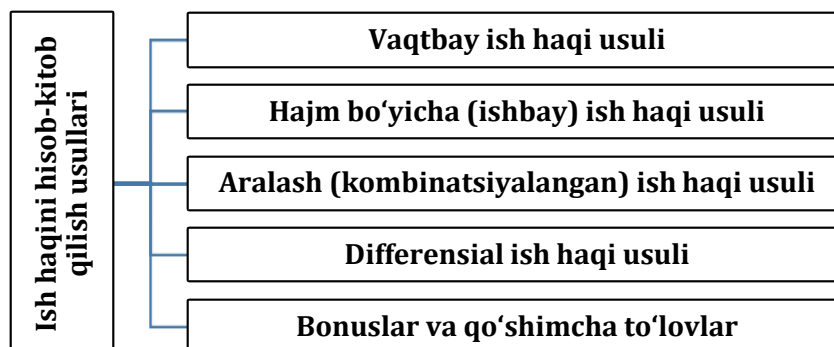 Ish haqini hisob-kitob
qilish usullari
Vaqtbay ish haqi usuli
Hajm bo‘yicha (ishbay) ish haqi usuli
Aralash (kombinatsiyalangan) ish haqi usuli
Differensial ish haqi usuli
Bonuslar va qo‘shimcha to‘lovlar